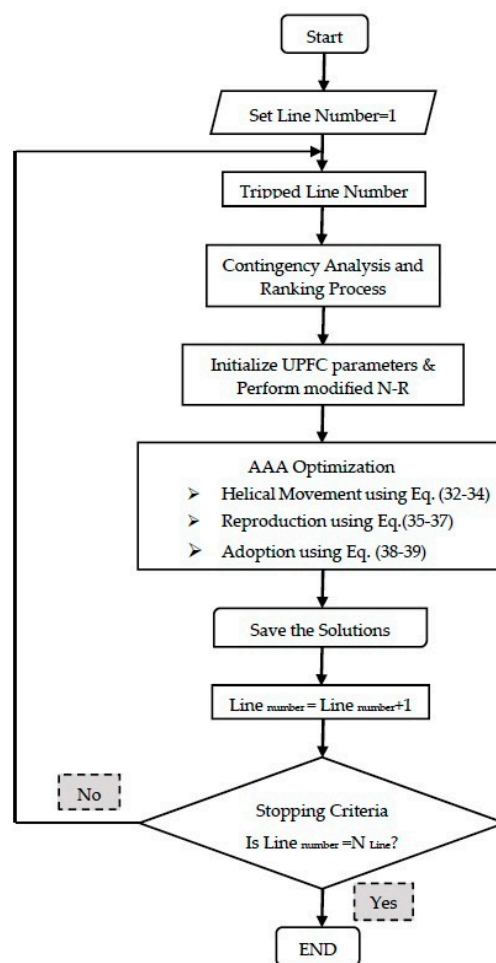 Start
Set Line Number=1
Tripped Line Number
Contingency Analysis and
Ranking Process
Initialize UPFC parameters &
Perform modified N-R
AAA Optimization
➢ Helical Movement using Eq. (32-34)
➢ Reproduction using Eq.(35-37)
➢ Adoption using Eq. (38-39)
Save the Solutions
Line number = Line number+1
No
Stopping Criteria
Is Line number =N Line?
Yes
END